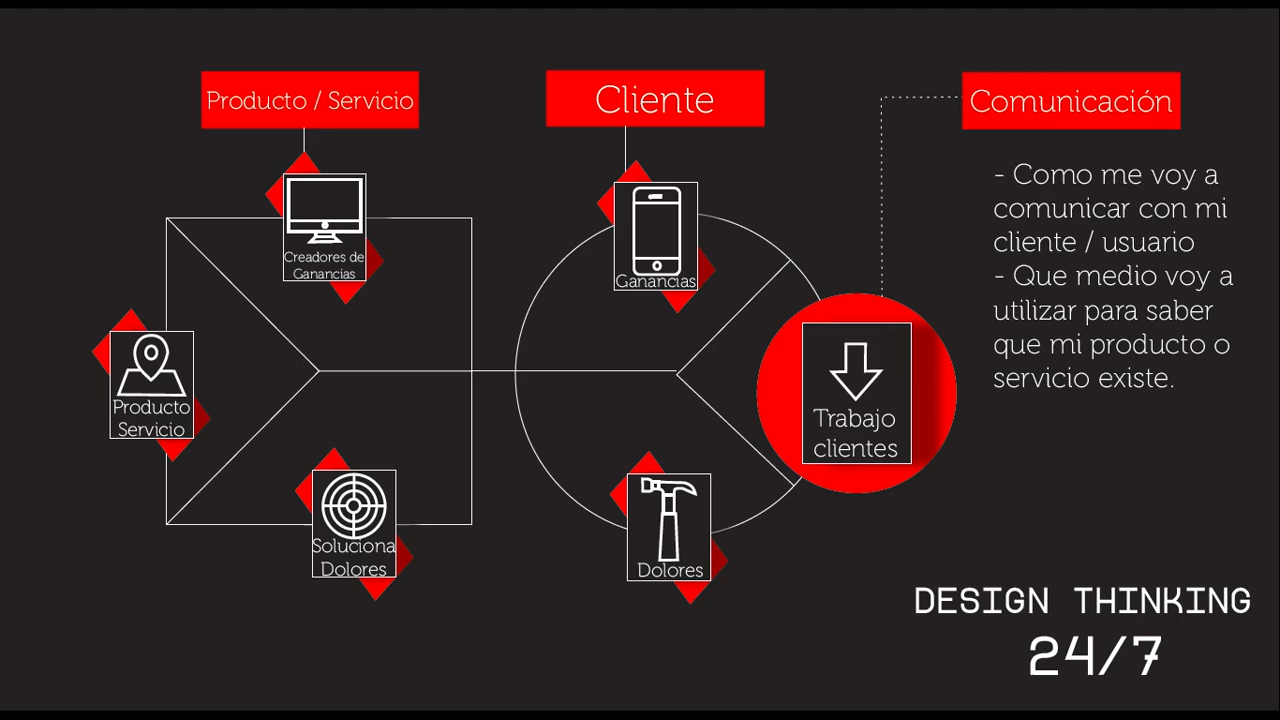 Producto / Servicio
Cliente
Comunicación
- Como me voy a
comunicar con mi
cliente / usuario
- Que medio voy a
utilizar para saber
que mi producto o
servicio existe.
Creadores de
Ganancias
Ganancias
Producto
Servicio
Trabajo
clientes
Soluciona
Dolores
Dolores
DESIGN THINKING
24/7